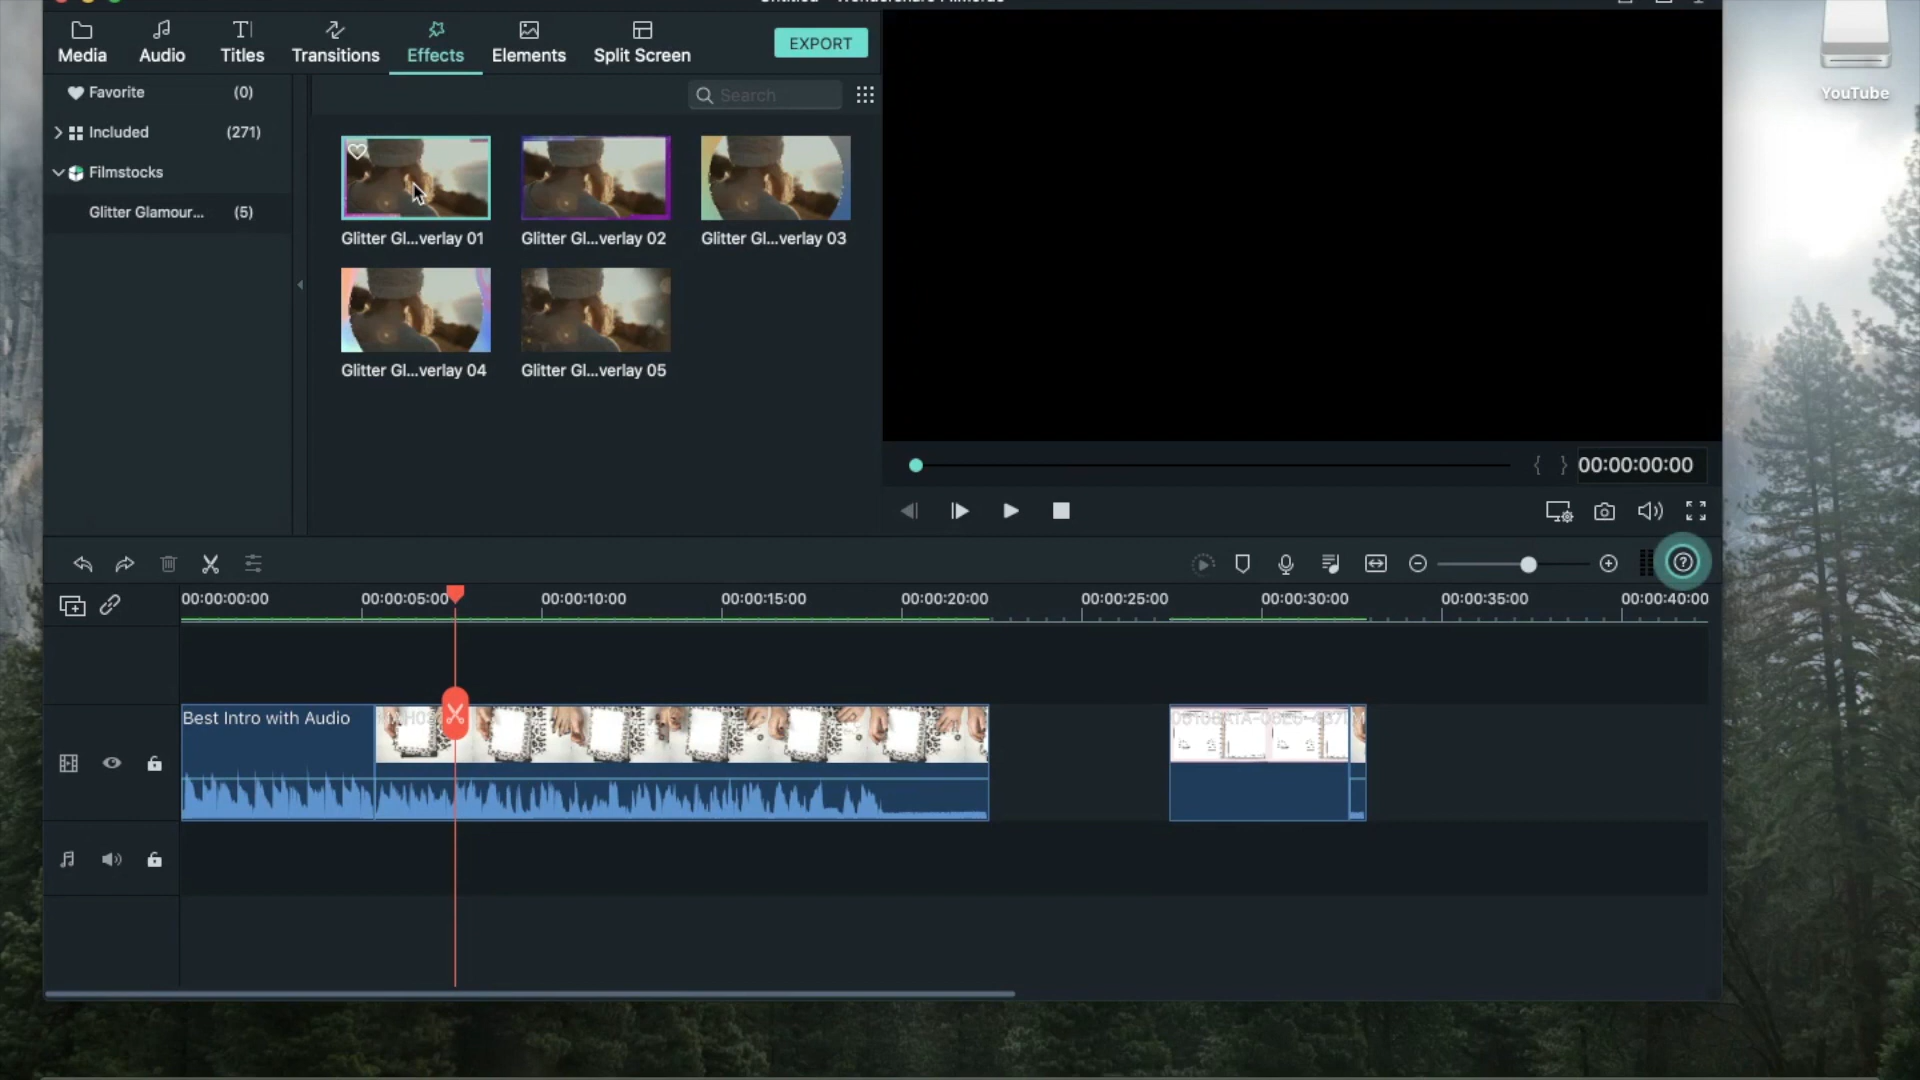 Untitled - Wondershare Filmora9
Media
Audio
Titles
Transitions
Effects
Elements
Split Screen
EXPORT
YouTube
Favorite (0)
Search
Included (271)
Filmstocks
Glitter Glamour... (5)
Glitter Gl...verlay 01
Glitter Gl...verlay 02
Glitter Gl...verlay 03
Glitter Gl...verlay 04
Glitter Gl...verlay 05
00:00:00:00
00:00:00:00
00:00:05:00
00:00:10:00
00:00:15:00
00:00:20:00
00:00:25:00
00:00:30:00
00:00:35:00
00:00:40:00
Best Intro with Audio